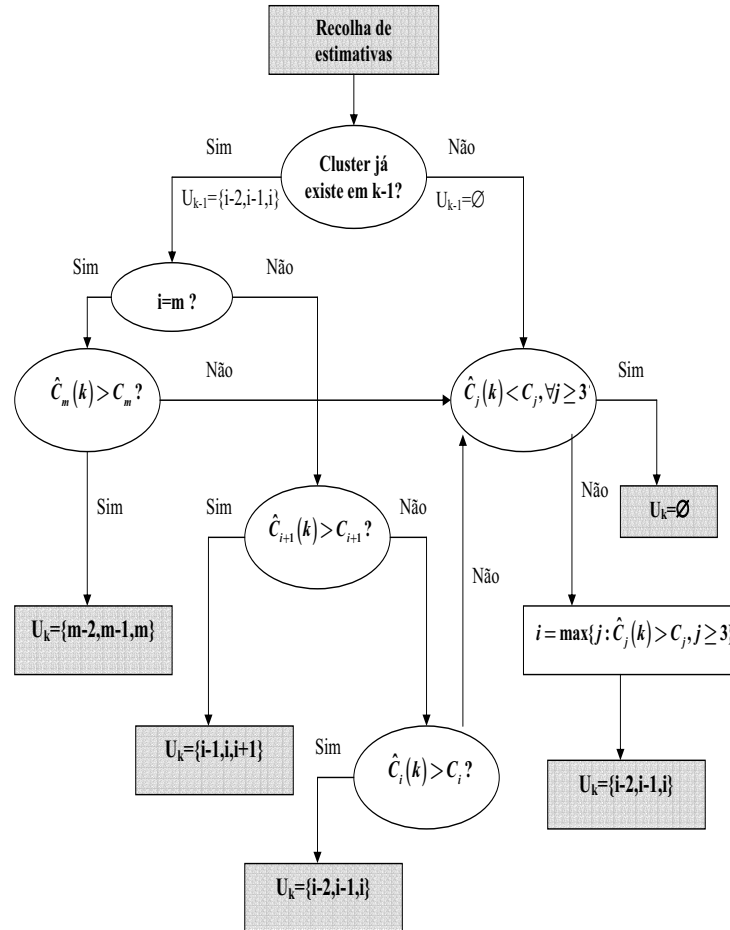 Recolha de
estimativas
Sim
Não
Cluster já
existe em k-1?
U_{k-1}={i-2,i-1,i}
U_{k-1}=∅
Sim
Não
i=m ?
Ĉ_m(k)>C_m?
Não
Ĉ_j(k)<C_j,∀j≥3
Sim
Sim
Não
U_k=∅
Sim
Ĉ_{i+1}(k)>C_{i+1}?
Não
Não
U_k={m-2,m-1,m}
i=max{j:Ĉ_j(k)>C_j,j≥3}
U_k={i-1,i,i+1}
Sim
Ĉ_i(k)>C_i?
U_k={i-2,i-1,i}
U_k={i-2,i-1,i}